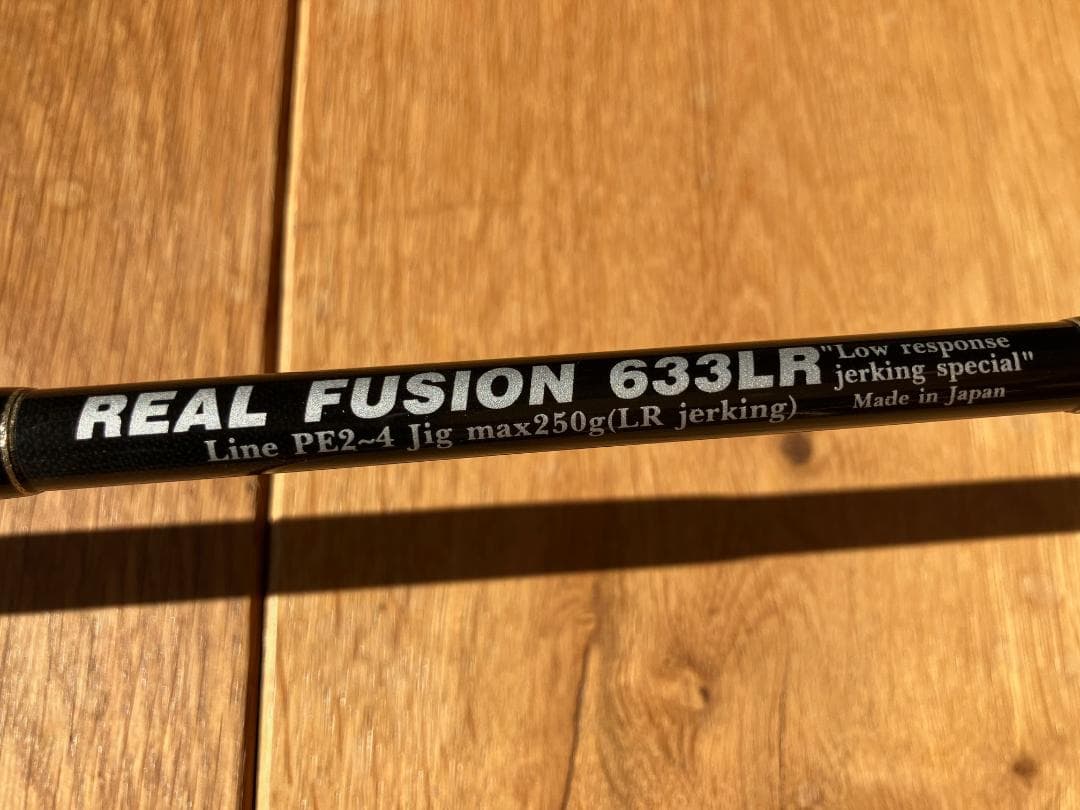 REAL FUSION 633LR
"Low response
jerking special"
Line PE2~4 Jig max250g(LR jerking)
Made in Japan